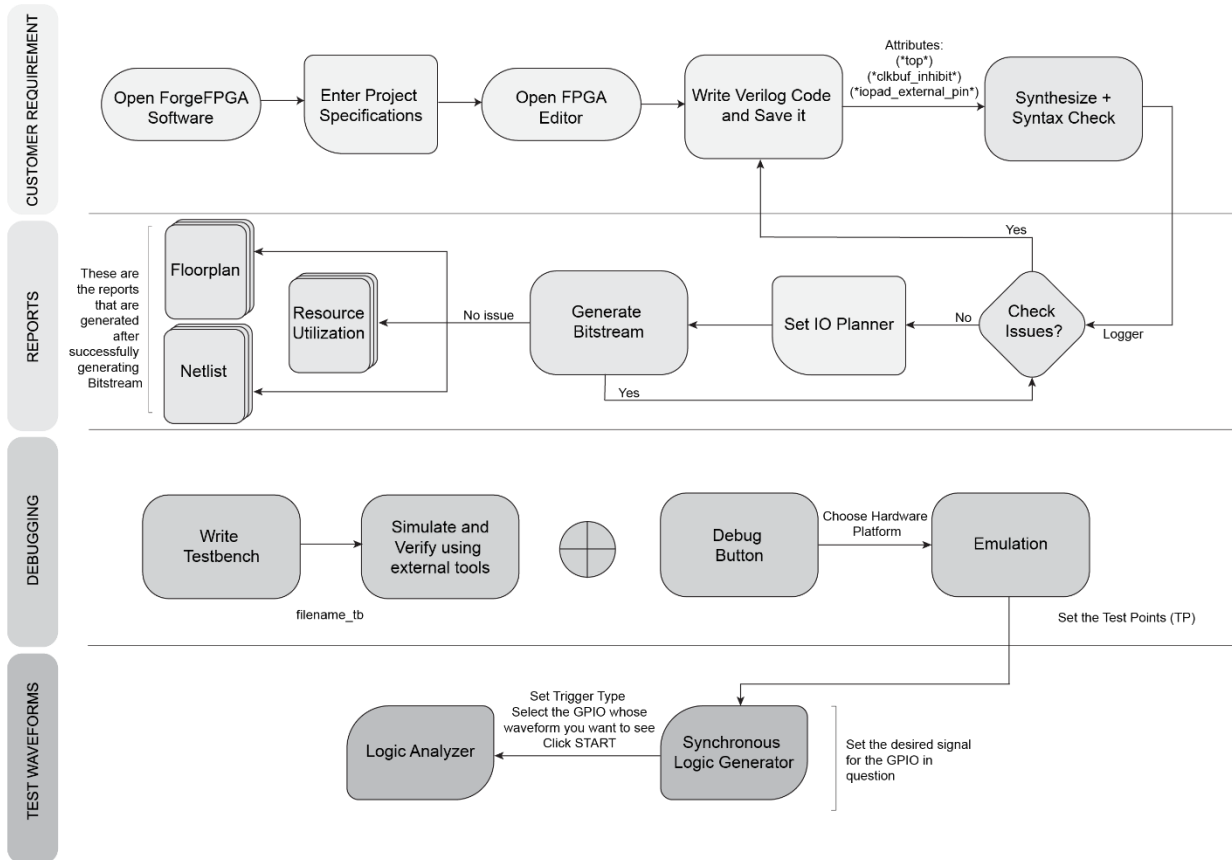 CUSTOMER REQUIREMENT
Open ForgeFPGA
Software
Enter Project
Specifications
Open FPGA
Editor
Write Verilog Code
and Save it
Attributes:
(*top*)
(*clkbuf_inhibit*)
(*iopad_external_pin*)
Synthesize +
Syntax Check
REPORTS
These are
the reports
that are
generated
after
successfully
generating
Bitstream
Floorplan
Netlist
Resource
Utilization
No issue
Generate
Bitstream
Yes
Set IO Planner
No
Check
Issues?
Yes
Logger
DEBUGGING
Write
Testbench
filename_tb
Simulate and
Verify using
external tools
Debug
Button
Choose Hardware
Platform
Emulation
Set the Test Points (TP)
TEST WAVEFORMS
Logic Analyzer
Set Trigger Type
Select the GPIO whose
waveform you want to see
Click START
Synchronous
Logic Generator
Set the desired signal
for the GPIO in
question